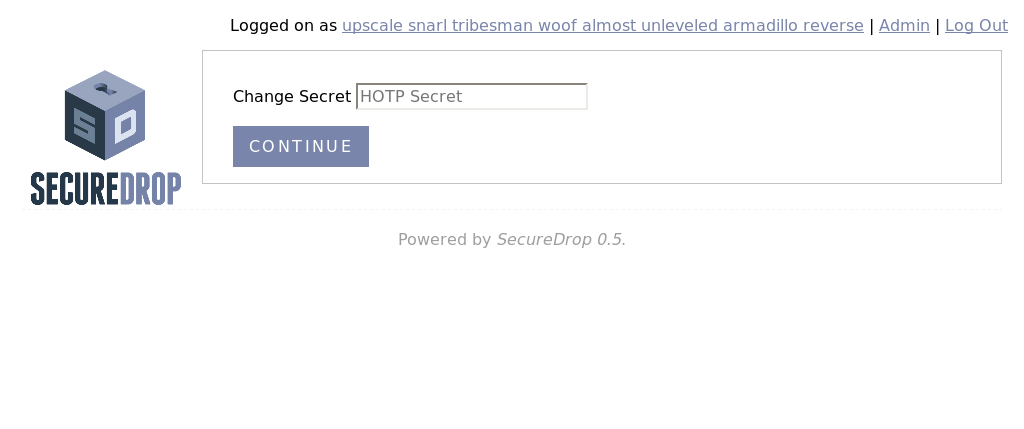 Logged on as upscale snarl tribesman woof almost unleveled armadillo reverse | Admin | Log Out
SD
SECUREDROP
Change Secret HOTP Secret
CONTINUE
Powered by SecureDrop 0.5.